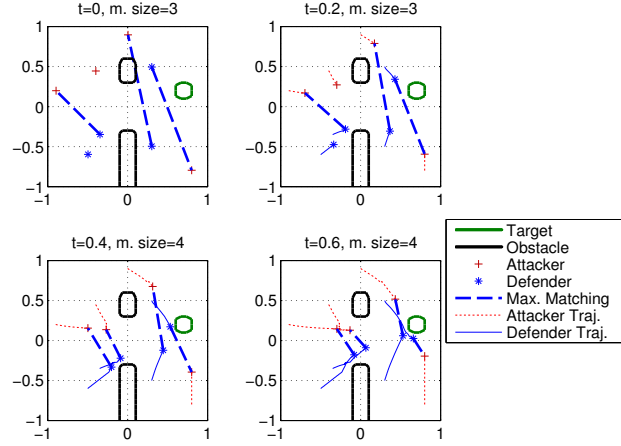 t=0, m. size=3
1
0.5
0
−0.5
−1
−1 0 1
t=0.2, m. size=3
1
0.5
0
−0.5
−1
−1 0 1
t=0.4, m. size=4
1
0.5
0
−0.5
−1
−1 0 1
t=0.6, m. size=4
1
0.5
0
−0.5
−1
−1 0 1
Target
Obstacle
Attacker
Defender
Max. Matching
Attacker Traj.
Defender Traj.